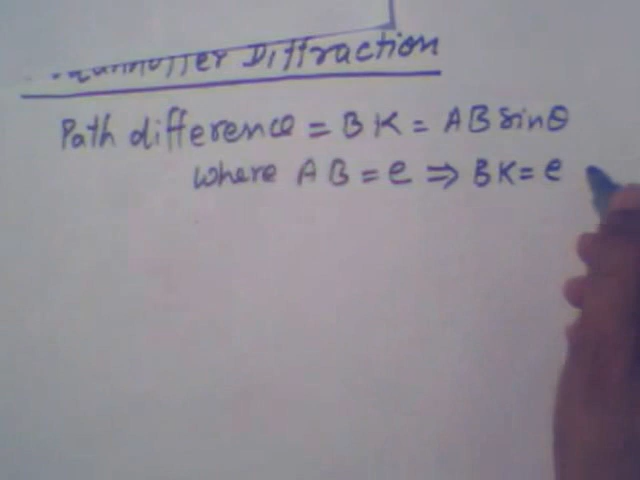 Diffraction
Path difference = BK = AB sinθ
where AB = e ⇒ BK = e